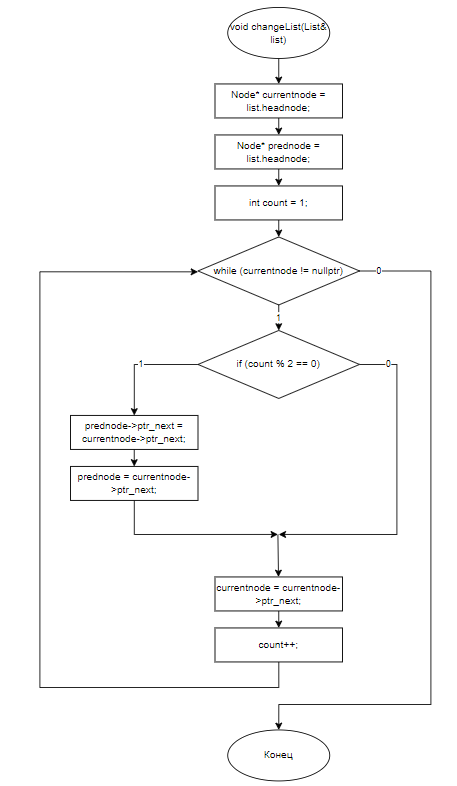 void changeList(List&
list)
Node* currentnode =
list.headnode;
Node* prednode =
list.headnode;
int count = 1;
while (currentnode != nullptr)
0
1
if (count % 2 == 0)
1
0
prednode->ptr_next =
currentnode->ptr_next;
prednode = currentnode-
>ptr_next;
currentnode = currentnode-
>ptr_next;
count++;
Конец